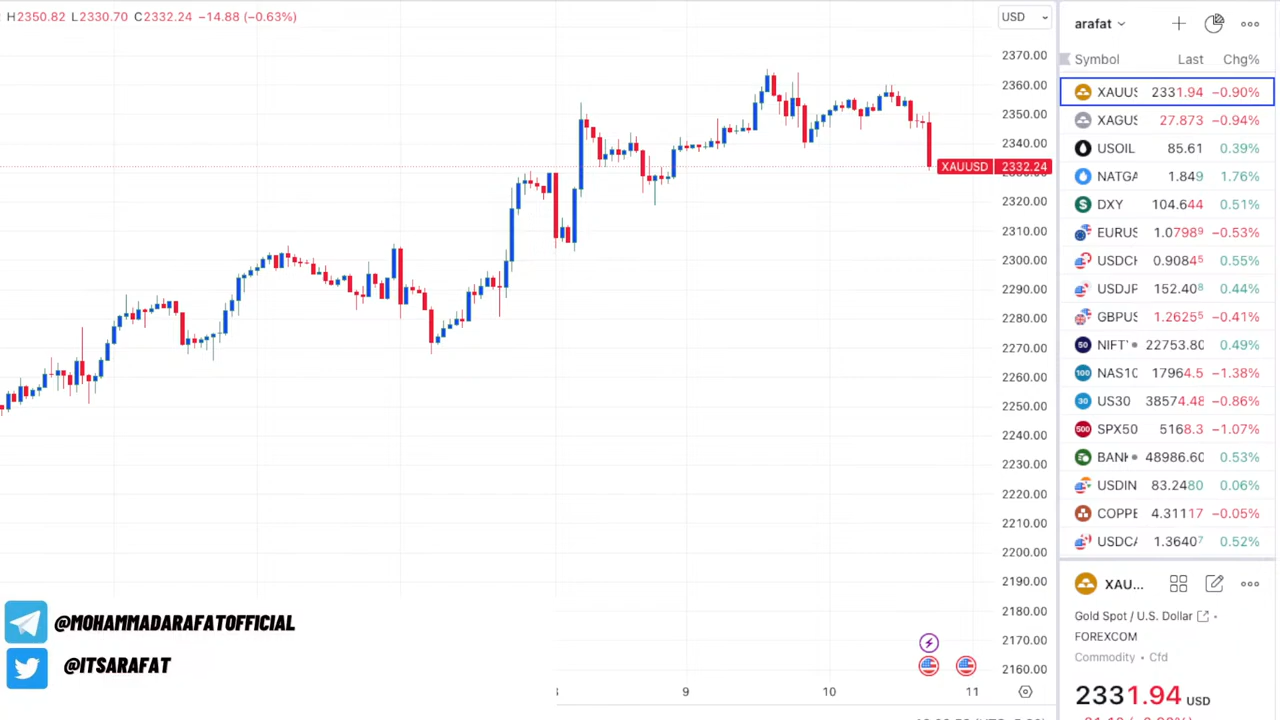 H2350.82 L2330.70 C2332.24 −14.88 (−0.63%)
USD
2370.00
2360.00
2350.00
2340.00
XAUUSD 2332.24
2320.00
2310.00
2300.00
2290.00
2280.00
2270.00
2260.00
2250.00
2240.00
2230.00
2220.00
2210.00
2200.00
2190.00
2180.00
2170.00
2160.00
9 10 11
@MOHAMMADARAFATOFFICIAL
@ITSARAFAT
arafat
Symbol Last Chg%
XAUUS 2331.94 −0.90%
XAGUS 27.873 −0.94%
USOIL 85.61 0.39%
NATGA 1.849 1.76%
DXY 104.644 0.51%
EURUS 1.07989 −0.53%
USDCH 0.90845 0.55%
USDJP 152.408 0.44%
GBPUS 1.26255 −0.41%
50 NIFTY 22753.80 0.49%
100 NAS10 17964.5 −1.38%
30 US30 38574.48 −0.86%
500 SPX50 5168.3 −1.07%
BANK 48986.60 0.53%
USDIN 83.2480 0.06%
COPPE 4.31117 −0.05%
USDCA 1.36407 0.52%
XAU...
Gold Spot / U.S. Dollar
FOREXCOM
Commodity • Cfd
2331.94 USD